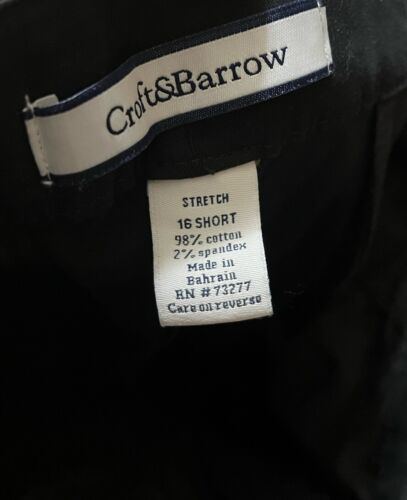 Croft&Barrow
STRETCH
16 SHORT
98% cotton
2% spandex
Made in
Bahrain
RN #73277
Care on reverse